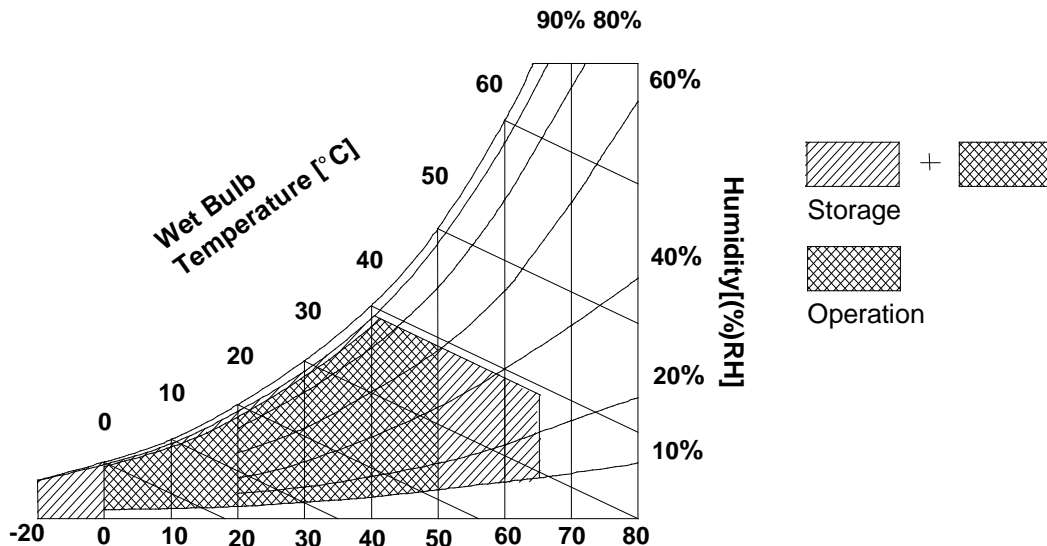 90% 80%
60
60%
Wet Bulb
Temperature [°C]
50
40
30
20
10
0
Humidity[(%)RH]
40%
20%
10%
-20 0 10 20 30 40 50 60 70 80
+
Storage
Operation